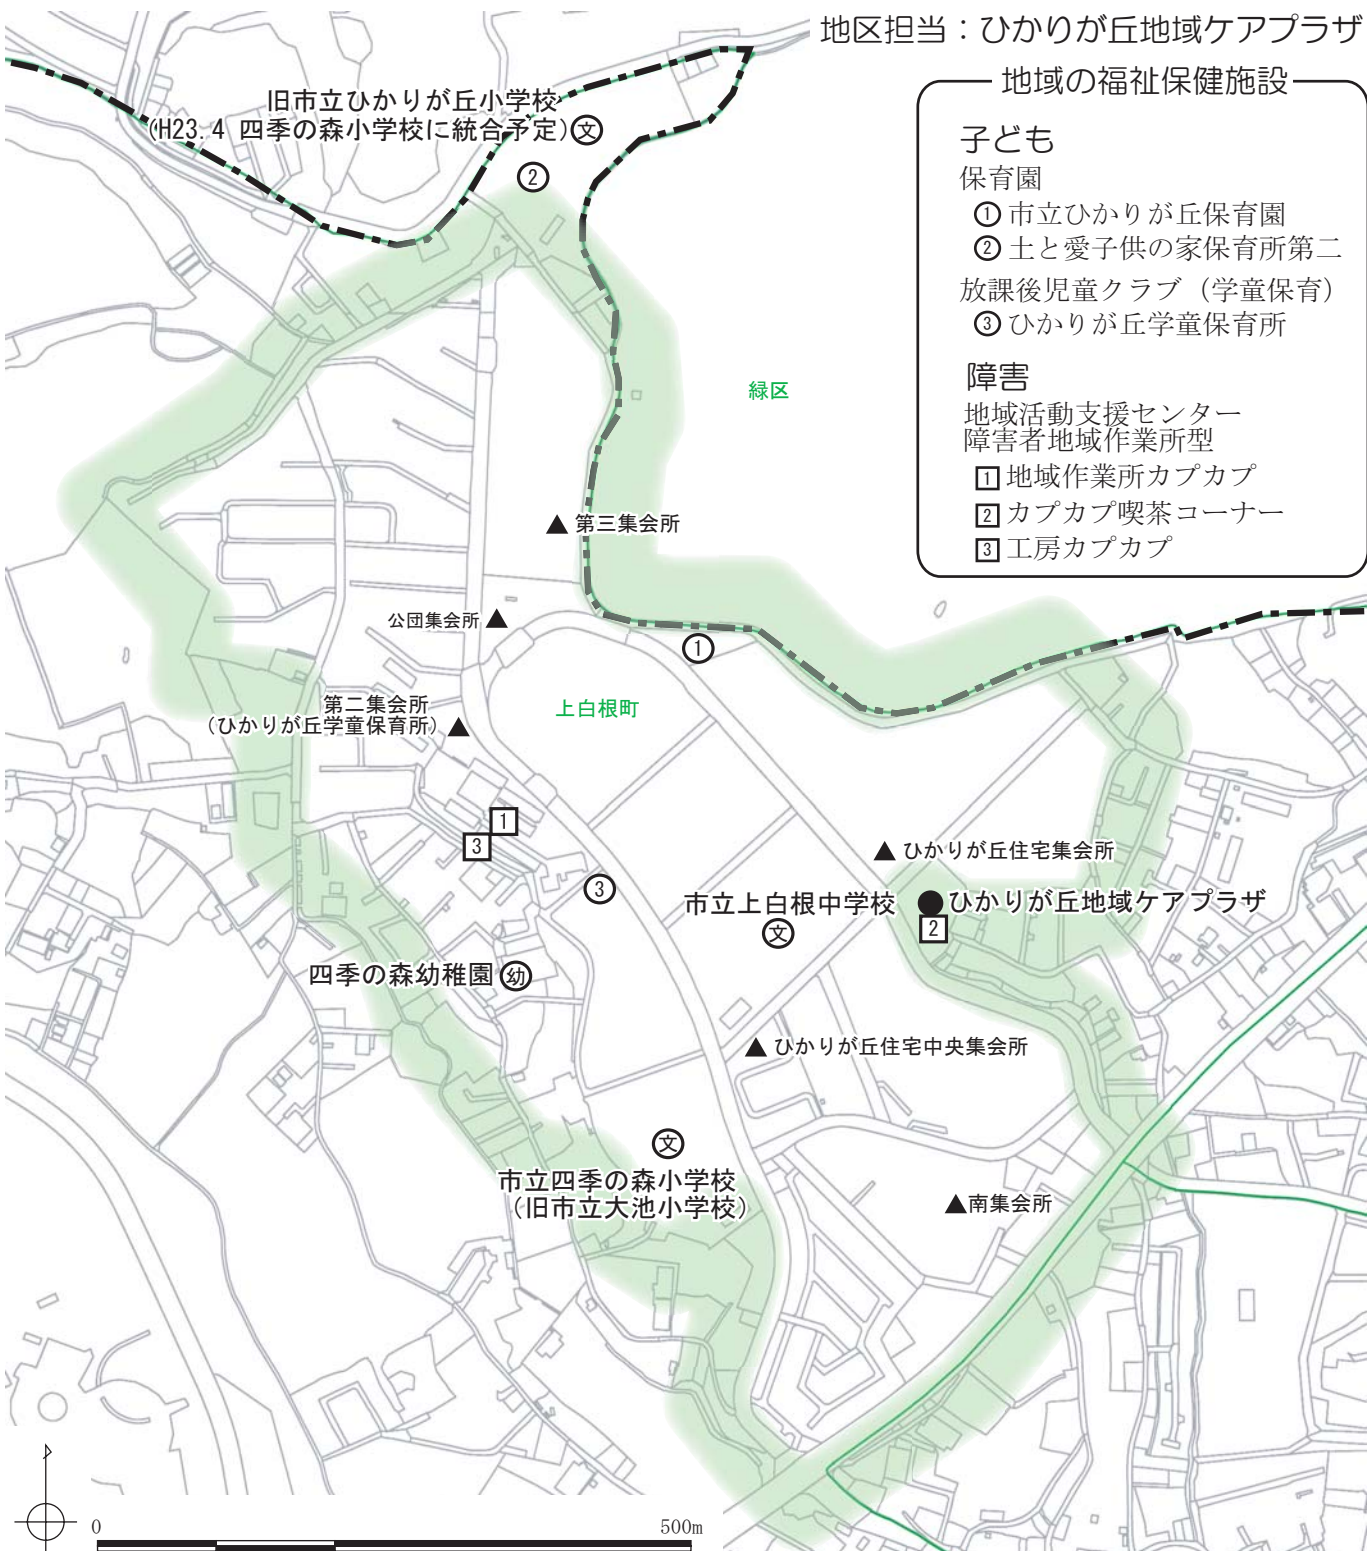 地区担当：ひかりが丘地域ケアプラザ
地域の福祉保健施設
子ども
保育園
①市立ひかりが丘保育園
②土と愛子供の家保育所第二
放課後児童クラブ（学童保育）
③ひかりが丘学童保育所
障害
地域活動支援センター
障害者地域作業所型
1 地域作業所カプカプ
2 カプカプ喫茶コーナー
3 工房カプカプ
旧市立ひかりが丘小学校
(H23.4 四季の森小学校に統合予定) 文
②
緑区
▲ 第三集会所
公団集会所 ▲
①
上白根町
第二集会所
(ひかりが丘学童保育所) ▲
1
3
▲ ひかりが丘住宅集会所
③
市立上白根中学校
文
● ひかりが丘地域ケアプラザ
2
四季の森幼稚園 幼
▲ ひかりが丘住宅中央集会所
文
市立四季の森小学校
(旧市立大池小学校)
▲南集会所
0 500m